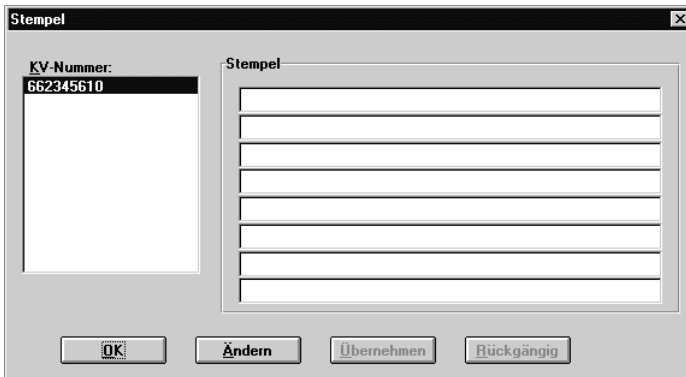 Stempel
KV-Nummer:
662345610
Stempel
OK
Ändern
Übernehmen
Rückgängig